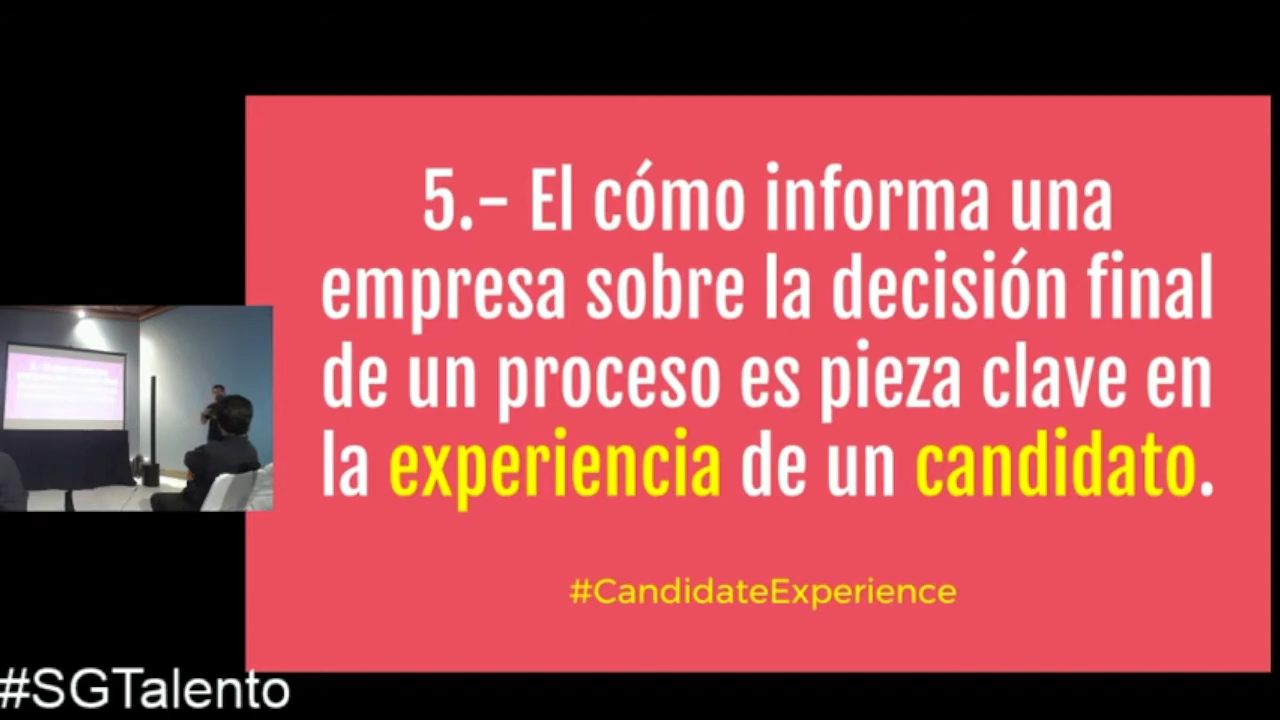 5.- El cómo informa una
empresa sobre la decisión final
de un proceso es pieza clave en
la experiencia de un candidato.
#CandidateExperience
#SGTalento